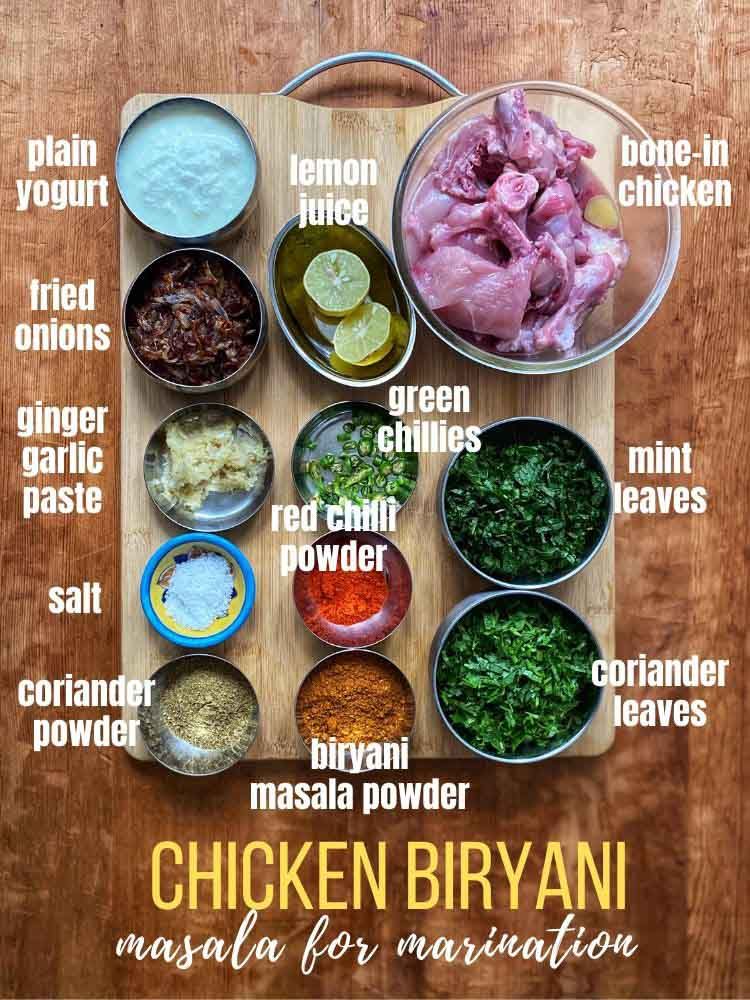 plain
yogurt
lemon
juice
bone-in
chicken
fried
onions
green
chillies
ginger
garlic
paste
mint
leaves
red chilli
powder
salt
coriander
powder
coriander
leaves
biryani
masala powder
CHICKEN BIRYANI
masala for marination